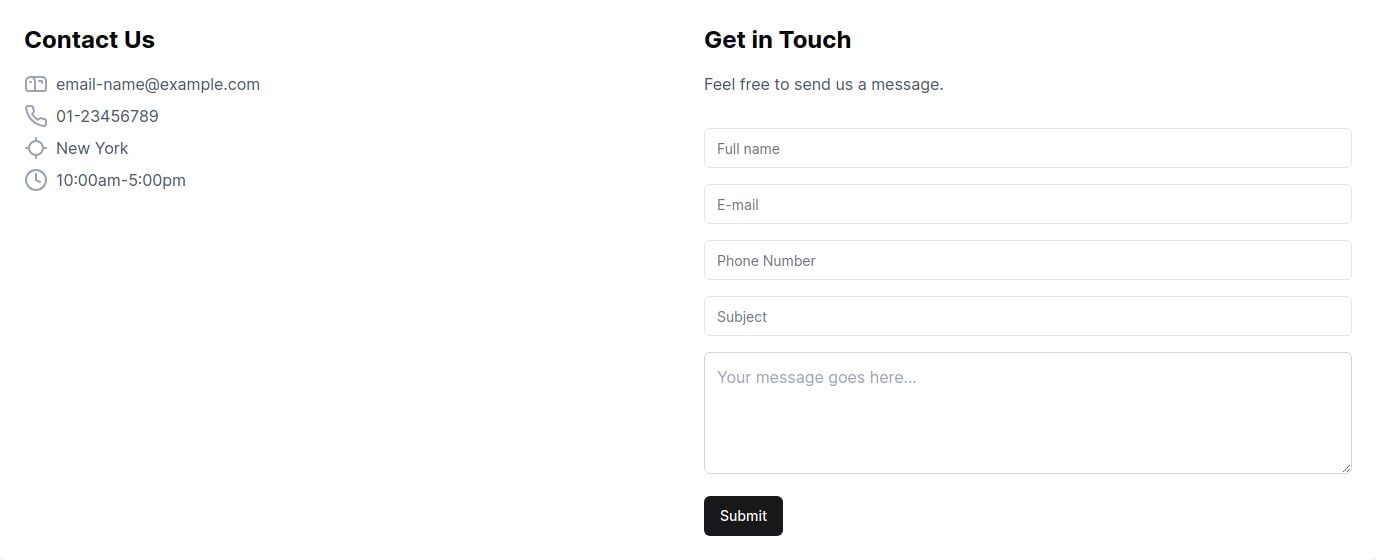 Contact Us
email-name@example.com
01-23456789
New York
10:00am-5:00pm
Get in Touch
Feel free to send us a message.
Full name
E-mail
Phone Number
Subject
Your message goes here...
Submit